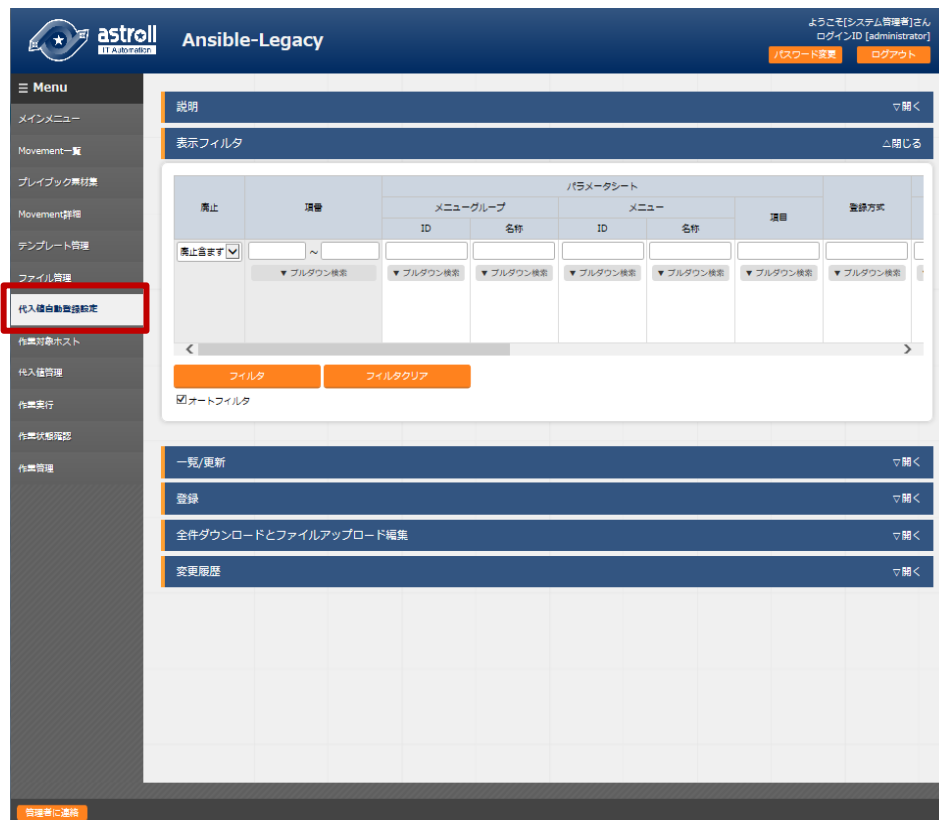 astroll
IT Automation
Ansible-Legacy
ようこそ[システム管理者]さん
ログインID [administrator]
パスワード変更 ログアウト
☰ Menu
メインメニュー
Movement一覧
プレイブック素材集
Movement詳細
テンプレート管理
ファイル管理
代入値自動登録設定
作業対象ホスト
代入値管理
作業実行
作業状態確認
作業管理
説明 ▽開く
表示フィルタ △閉じる
パラメータシート
廃止 項番 メニューグループ メニュー 項目 登録方式
ID 名称 ID 名称
廃止含まず ～
▼ プルダウン検索 ▼ プルダウン検索 ▼ プルダウン検索 ▼ プルダウン検索 ▼ プルダウン検索 ▼ プルダウン検索 ▼ プルダウン検索
フィルタ フィルタクリア
オートフィルタ
一覧/更新 ▽開く
登録 ▽開く
全件ダウンロードとファイルアップロード編集 ▽開く
変更履歴 ▽開く
管理者に連絡